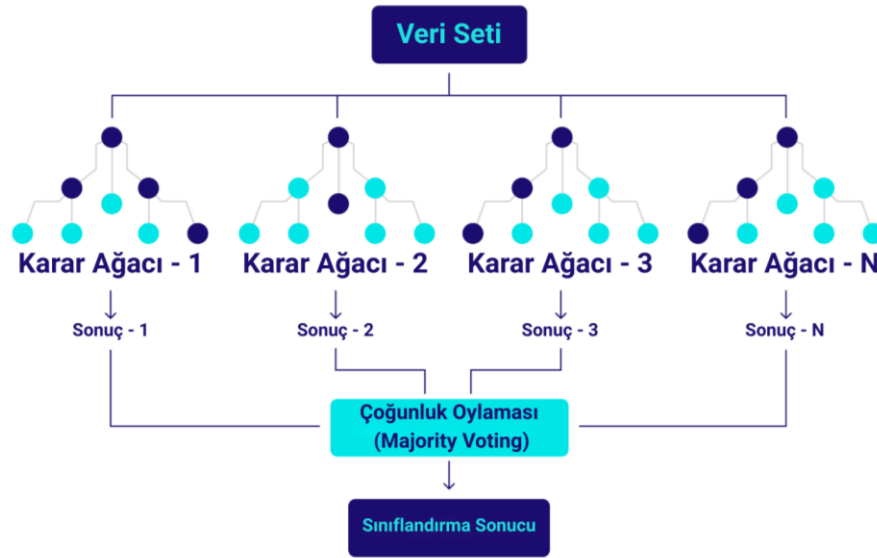 Veri Seti
Karar Ağacı - 1
Karar Ağacı - 2
Karar Ağacı - 3
Karar Ağacı - N
Sonuç - 1
Sonuç - 2
Sonuç - 3
Sonuç - N
Çoğunluk Oylaması
(Majority Voting)
Sınıflandırma Sonucu